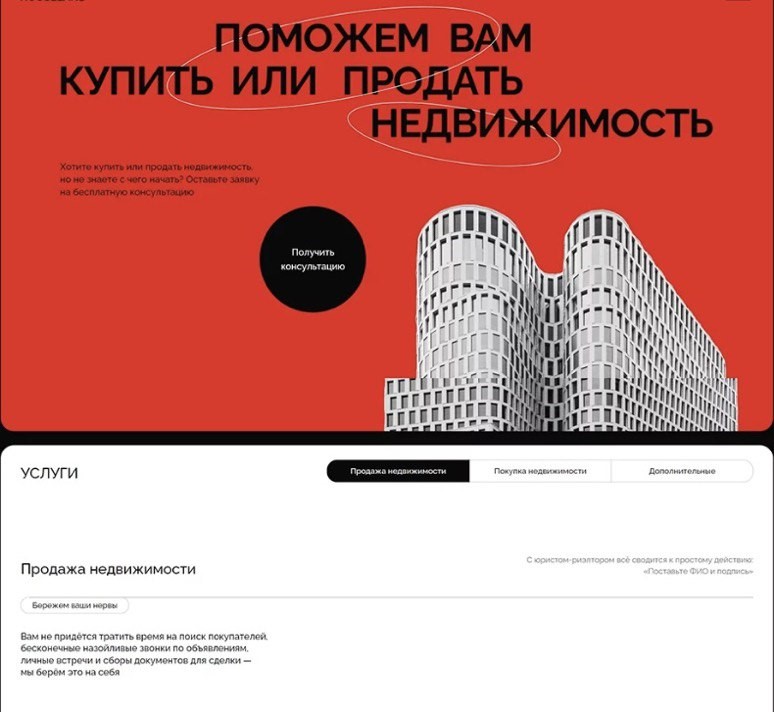 ПОМОЖЕМ ВАМ
КУПИТЬ ИЛИ ПРОДАТЬ
НЕДВИЖИМОСТЬ
Хотите купить или продать недвижимость,
но не знаете с чего начать? Оставьте заявку
на бесплатную консультацию
Получить
консультацию
УСЛУГИ
Продажа недвижимости
Покупка недвижимости
Дополнительные
Продажа недвижимости
С юристом-риэлтором всё сводится к простому действию:
«Поставьте ФИО и подпись»
Бережем ваши нервы
Вам не придётся тратить время на поиск покупателей,
бесконечные назойливые звонки по объявлениям,
личные встречи и сборы документов для сделки —
мы берём это на себя